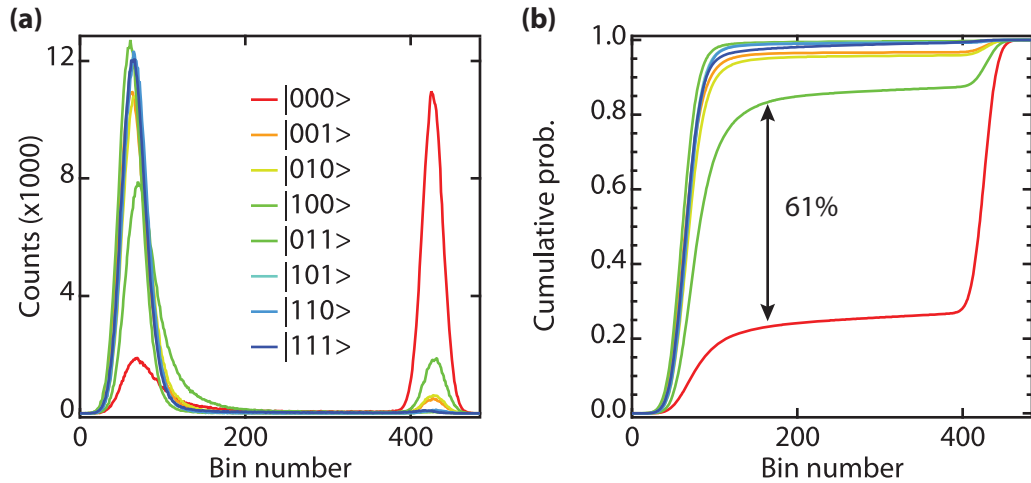 (a)
Counts (x1000)
12
8
4
0
|000>
|001>
|010>
|100>
|011>
|101>
|110>
|111>
0 200 400
Bin number
(b)
Cumulative prob.
1.0
0.8
0.6
0.4
0.2
0.0
61%
0 200 400
Bin number